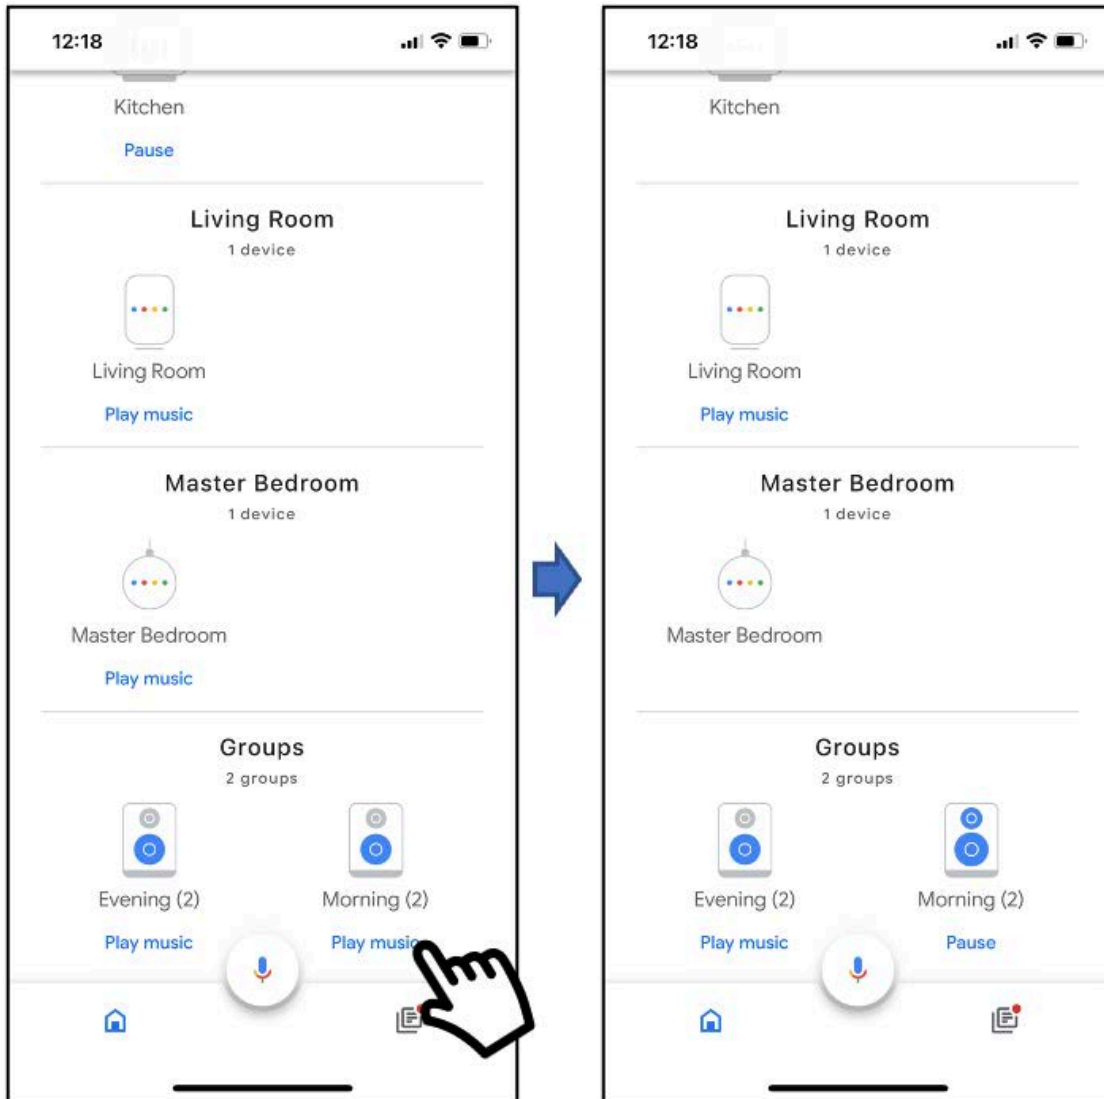 12:18
Kitchen
Pause
Living Room
1 device
Living Room
Play music
Master Bedroom
1 device
Master Bedroom
Play music
Groups
2 groups
Evening (2)
Morning (2)
Play music
Play music
12:18
Kitchen
Living Room
1 device
Living Room
Play music
Master Bedroom
1 device
Master Bedroom
Groups
2 groups
Evening (2)
Morning (2)
Play music
Pause